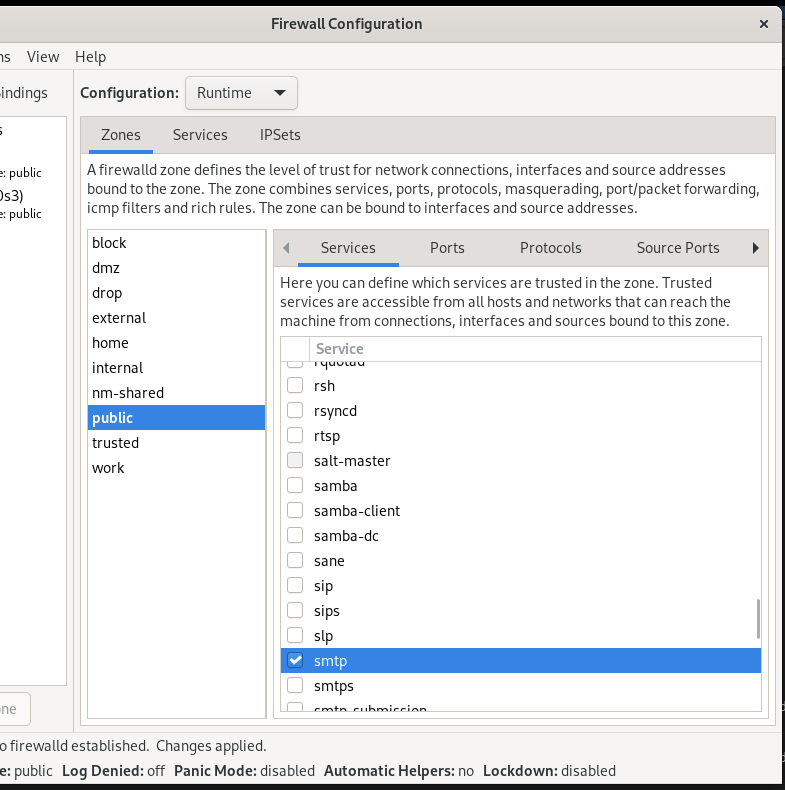 Firewall Configuration
View Help
Configuration: Runtime
Zones Services IPSets
A firewalld zone defines the level of trust for network connections, interfaces and source addresses
bound to the zone. The zone combines services, ports, protocols, masquerading, port/packet forwarding,
icmp filters and rich rules. The zone can be bound to interfaces and source addresses.
: public
0s3)
: public
block
dmz
drop
external
home
internal
nm-shared
public
trusted
work
Services Ports Protocols Source Ports
Here you can define which services are trusted in the zone. Trusted
services are accessible from all hosts and networks that can reach the
machine from connections, interfaces and sources bound to this zone.
Service
rquotad
rsh
rsyncd
rtsp
salt-master
samba
samba-client
samba-dc
sane
sip
sips
slp
smtp
smtps
smtp-submission
o firewalld established. Changes applied.
e: public Log Denied: off Panic Mode: disabled Automatic Helpers: no Lockdown: disabled